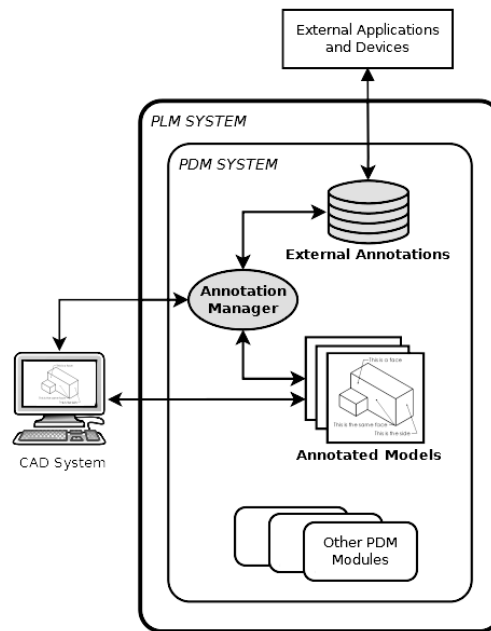 External Applications
and Devices
PLM SYSTEM
PDM SYSTEM
External Annotations
Annotation
Manager
This is a face
This is the same face
This is the side
CAD System
Annotated Models
Other PDM
Modules